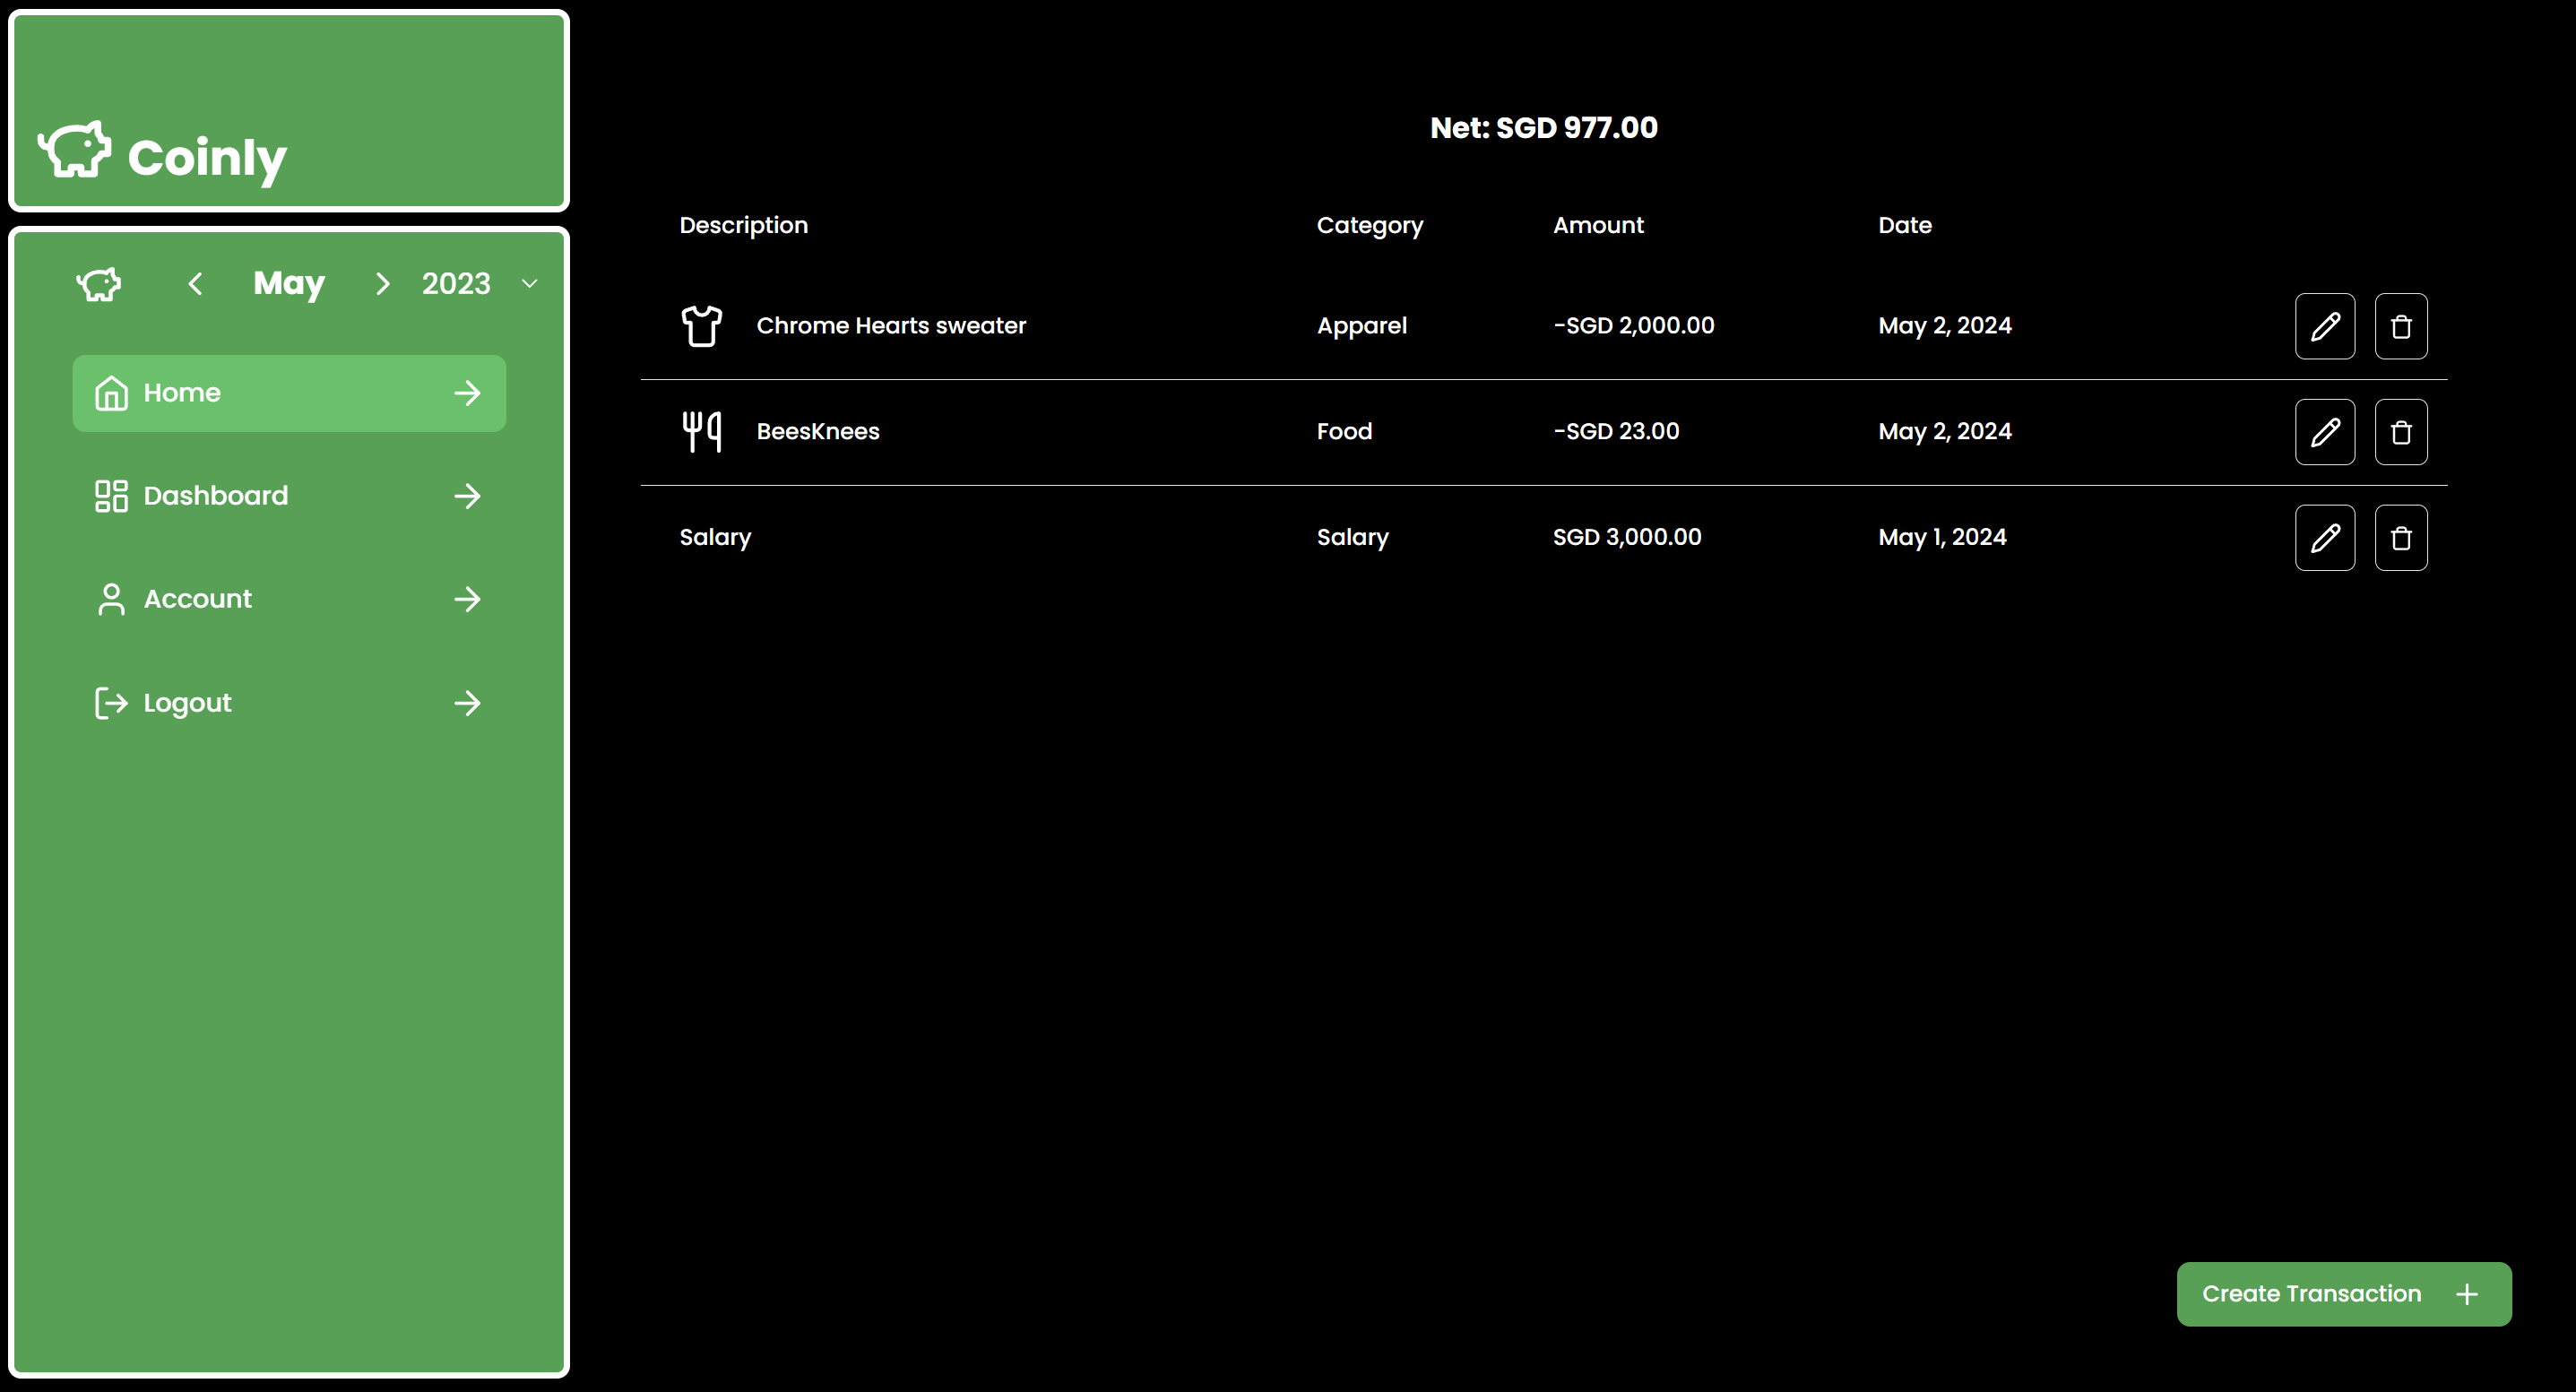 Coinly
May 2023
Home
Dashboard
Account
Logout
Net: SGD 977.00
Description Category Amount Date
Chrome Hearts sweater Apparel -SGD 2,000.00 May 2, 2024
BeesKnees Food -SGD 23.00 May 2, 2024
Salary Salary SGD 3,000.00 May 1, 2024
Create Transaction